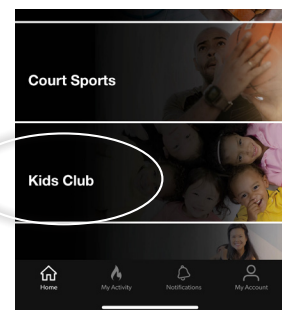 Court Sports
Kids Club
Home
My Activity
Notifications
My Account